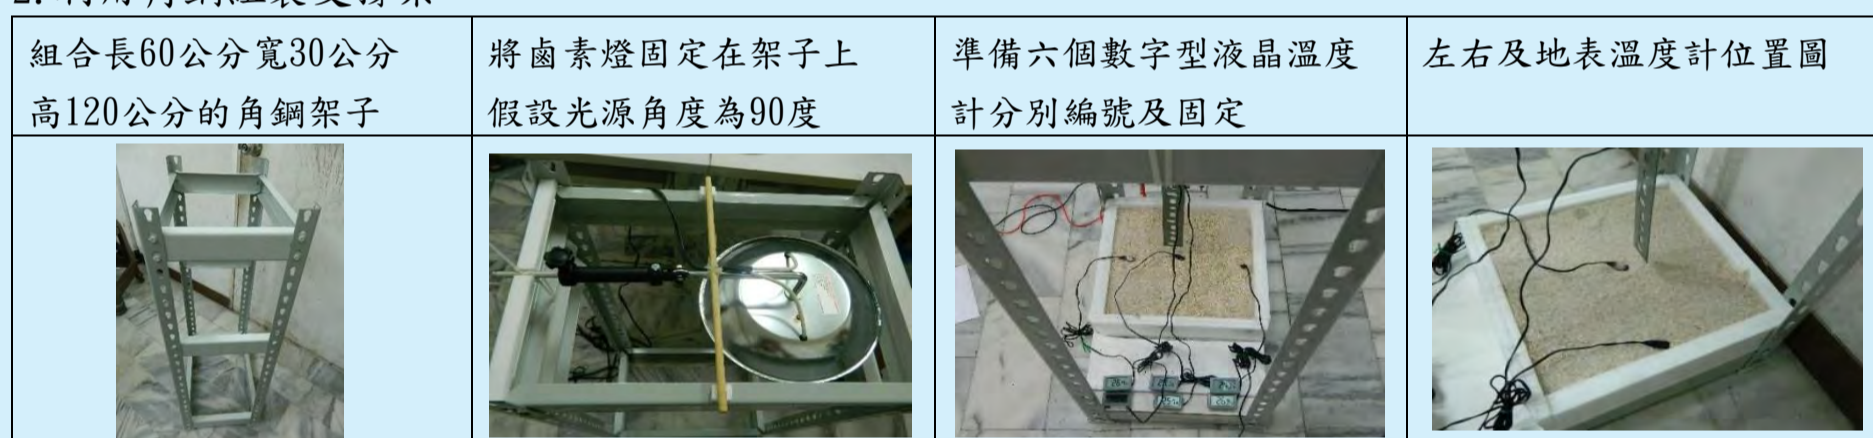 組合長60公分寬30公分
高120公分的角鋼架子
將鹵素燈固定在架子上
假設光源角度為90度
準備六個數字型液晶溫度
計分別編號及固定
左右及地表溫度計位置圖